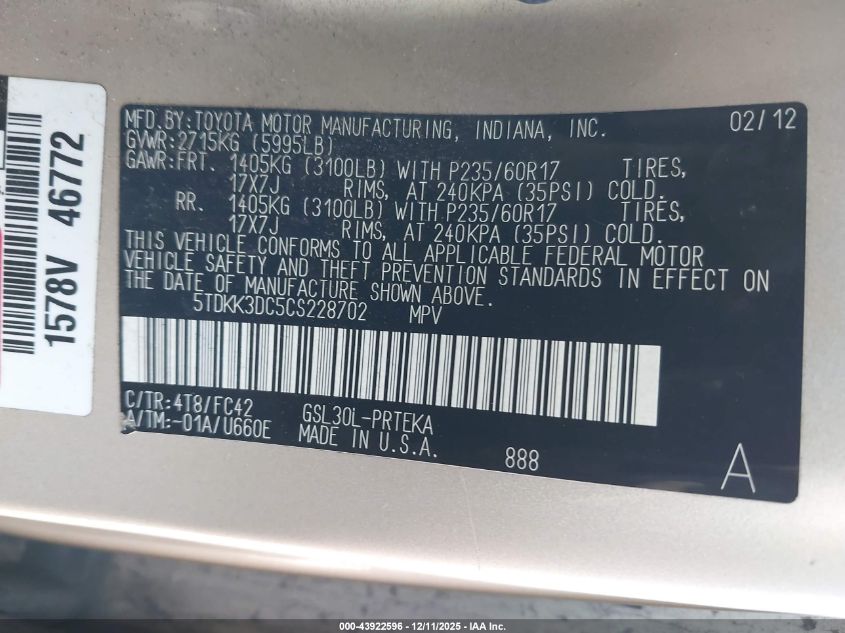 MFD.BY:TOYOTA MOTOR MANUFACTURING, INDIANA, INC. 02/12
GVWR:2715KG (5995LB)
GAWR:FRT. 1405KG (3100LB) WITH P235/60R17 TIRES,
17X7J RIMS, AT 240KPA (35PSI) COLD.
RR. 1405KG (3100LB) WITH P235/60R17 TIRES,
17X7J RIMS, AT 240KPA (35PSI) COLD.
THIS VEHICLE CONFORMS TO ALL APPLICABLE FEDERAL MOTOR
VEHICLE SAFETY AND THEFT PREVENTION STANDARDS IN EFFECT ON
THE DATE OF MANUFACTURE SHOWN ABOVE.
5TDKK3DC5CS228702 MPV
C/TR:4T8/FC42 GSL30L-PRTEKA
A/TM:-01A/U660E MADE IN U.S.A.
888
A
1578V 46772
000-43922596 - 12/11/2025 - IAA Inc.